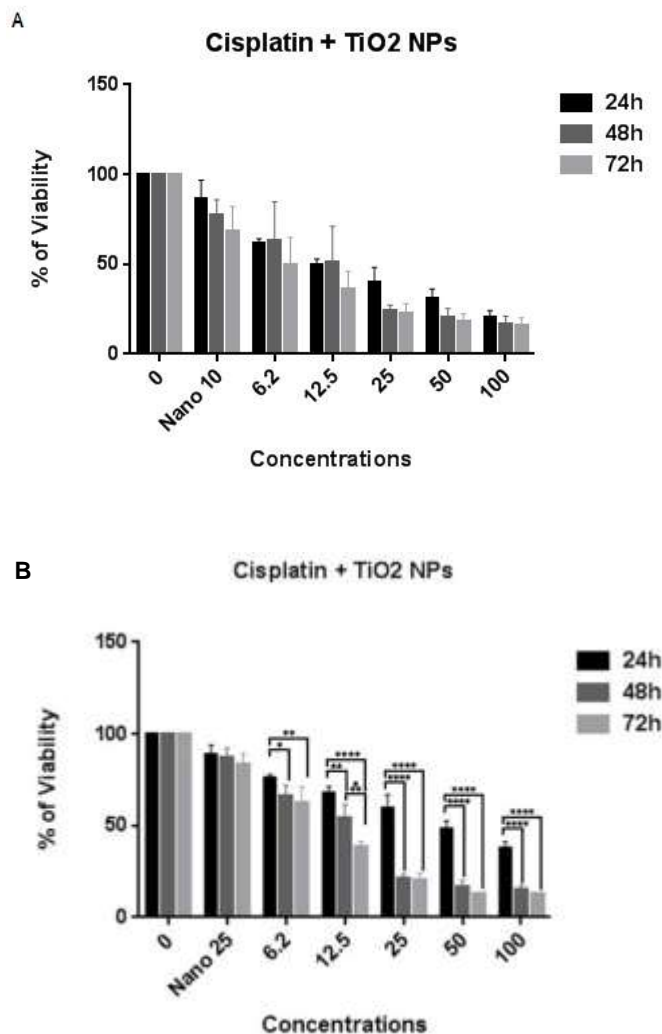 A
Cisplatin + TiO2 NPs
150
100
50
0
% of Viability
24h
48h
72h
0
Nano 10
6.2
12.5
25
50
100
Concentrations
B
Cisplatin + TiO2 NPs
150
100
50
0
% of Viability
24h
48h
72h
**
*
****
**
**
****
****
****
****
****
****
0
Nano 25
6.2
12.5
25
50
100
Concentrations